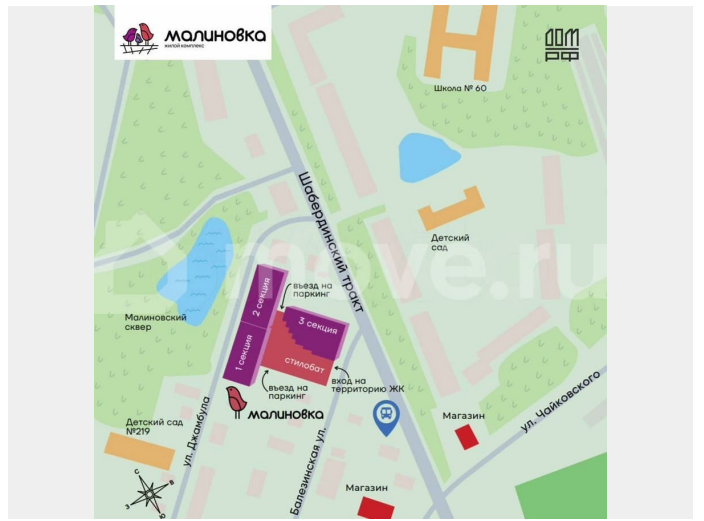 малиновка
жилой комплекс
ДОМ
РФ
Школа № 60
Шабердинский тракт
Детский
сад
move.ru
Малиновский
сквер
въезд на
паркинг
2 секция
3 секция
1 секция
стилобат
въезд на
паркинг
вход на
территорию ЖК
малиновка
Магазин
ул. Чайковского
Детский сад
№219
ул. Джамбула
Балезинская ул.
Магазин
С
В
З
Ю